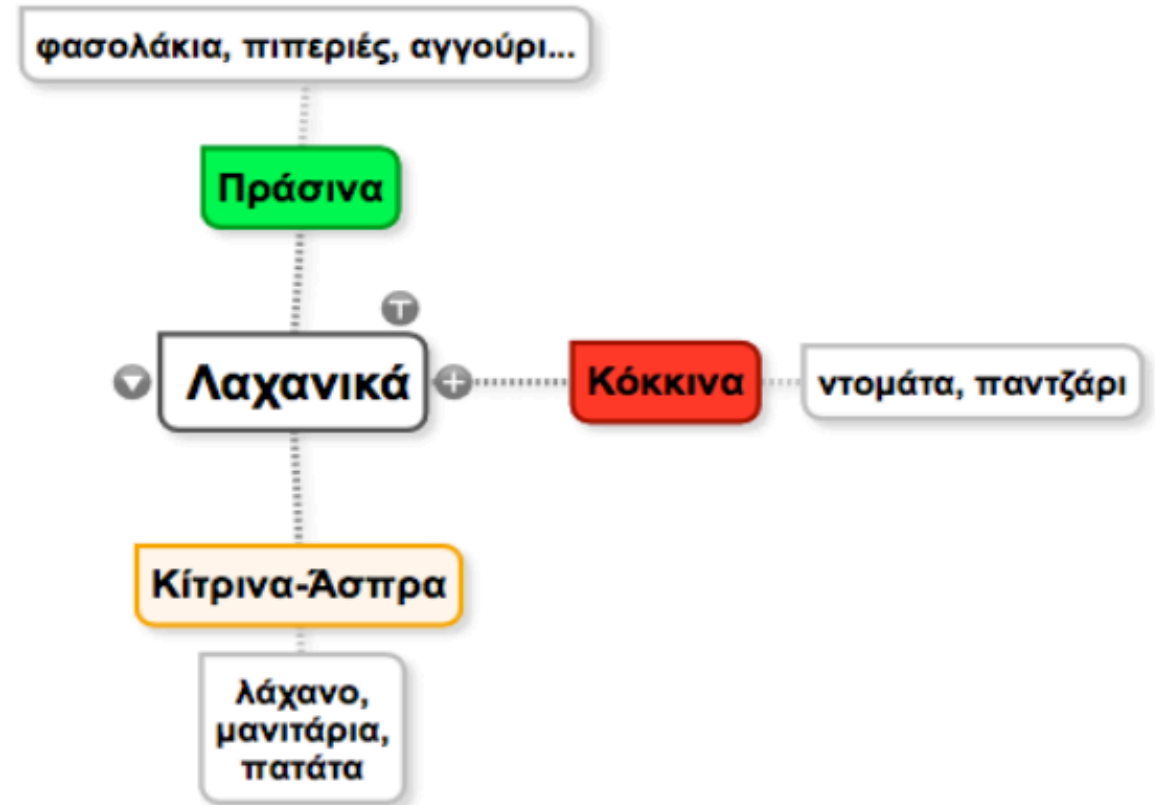 φασολάκια, πιπεριές, αγγούρι...
Πράσινα
Λαχανικά
Κόκκινα
ντομάτα, παντζάρι
Κίτρινα-Άσπρα
λάχανο,
μανιτάρια,
πατάτα